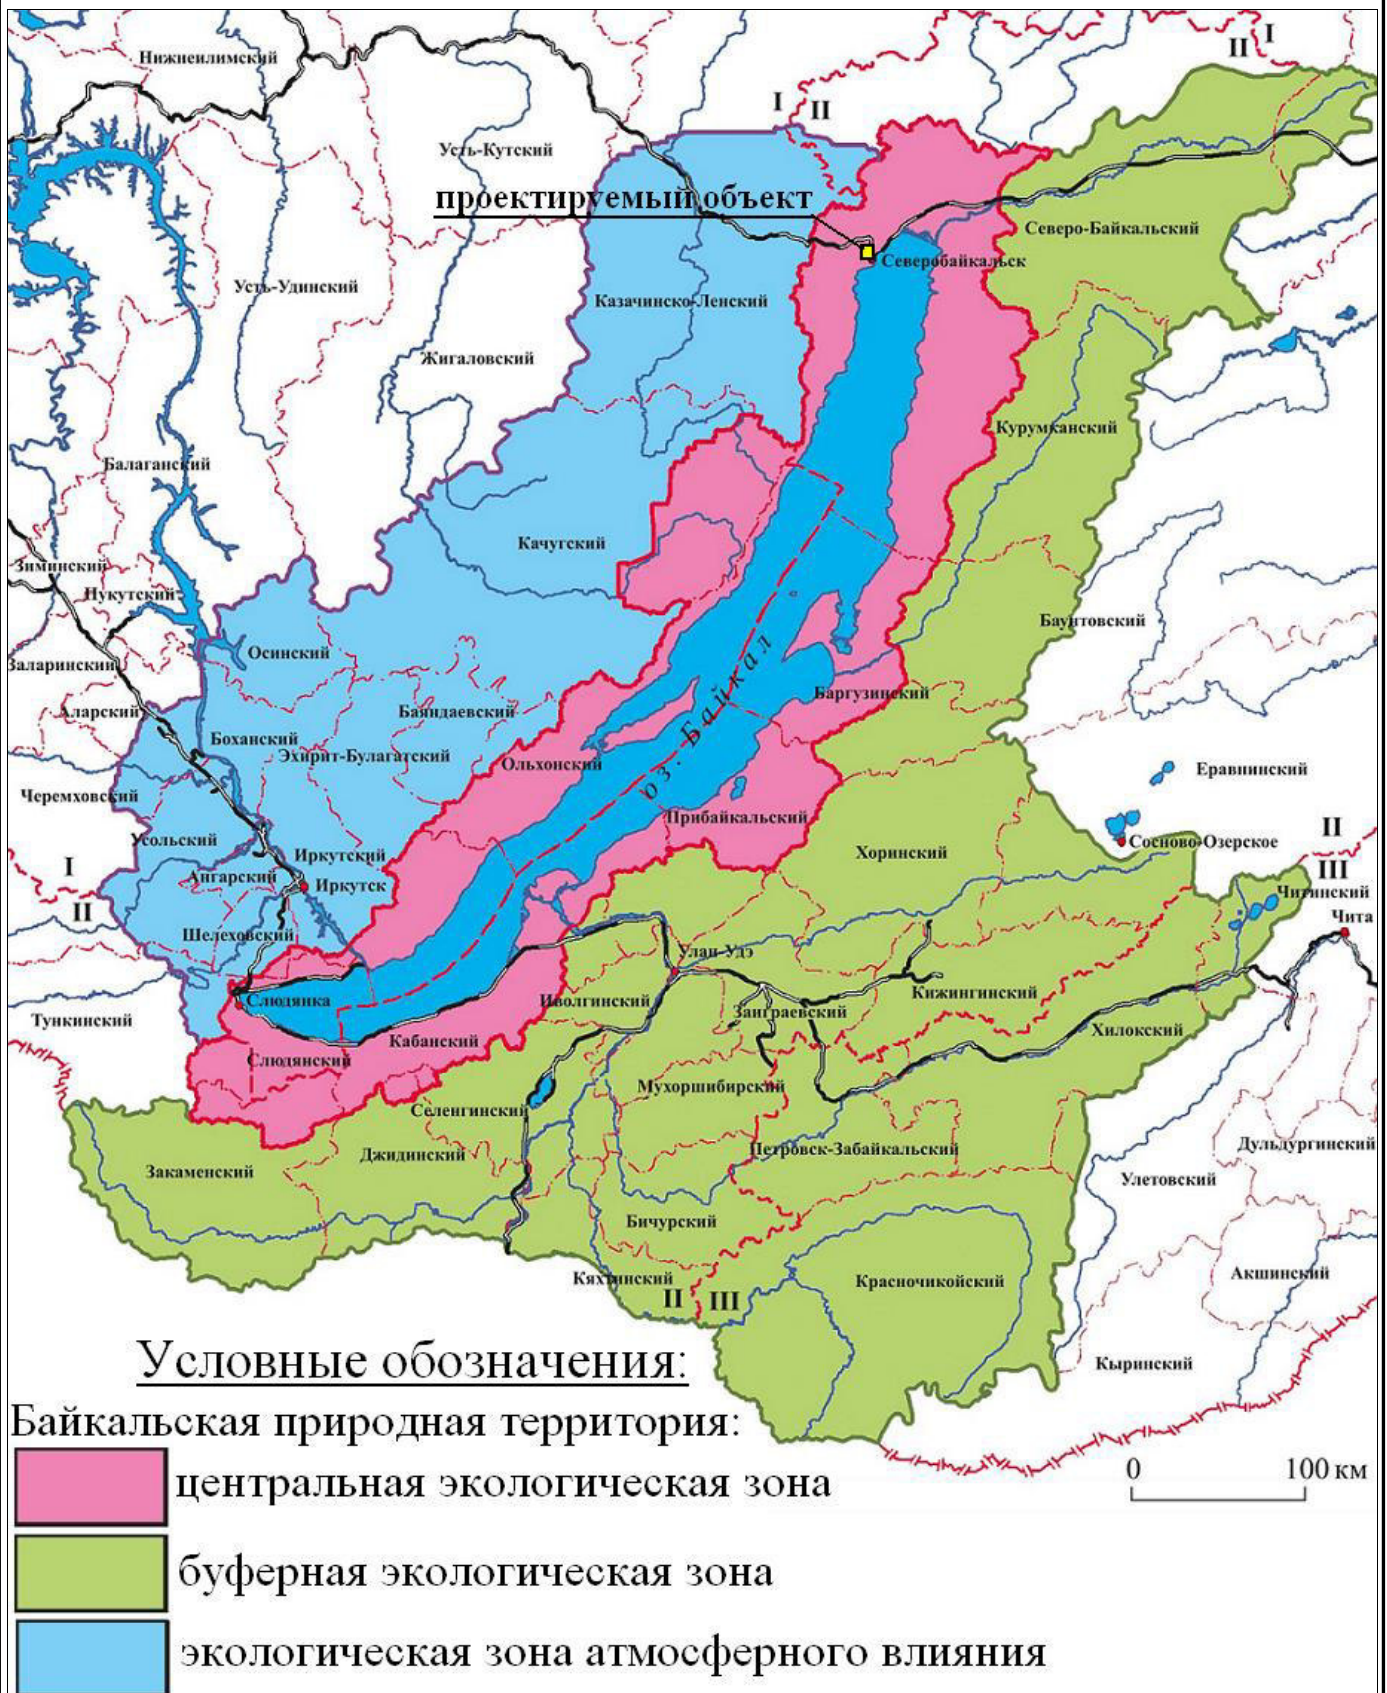 I
II
Нижнеилимский
I
II
Усть-Кутский
проектируемый объект
Северо-Байкальский
Северобайкальск
Усть-Удинский
Казачинско-Ленский
Жигаловский
Курумканский
Балаганский
Качугский
Зиминский
Нукутский
Баунтовский
Осинский
Заларинский
Баргузинский
Аларский
Баяндаевский
Боханский
Эхирит-Булагатский
Ольхонский
оз. Байкал
Еравнинский
Черемховский
Прибайкальский
Усольский
II
Сосново-Озерское
Иркутский
Хоринский
I
III
Ангарский
Иркутск
Читинский
II
Чита
Шелеховский
Улан-Удэ
Слюдянка
Иволгинский
Кижингинский
Заиграевский
Тункинский
Хилокский
Кабанский
Слюдянский
Мухоршибирский
Селенгинский
Дульдургинский
Петровск-Забайкальский
Джидинский
Закаменский
Улетовский
Бичурский
Акшинский
Кяхтинский
Красночикойский
II
III
Условные обозначения:
Кыринский
Байкальская природная территория:
0
100 км
центральная экологическая зона
буферная экологическая зона
экологическая зона атмосферного влияния